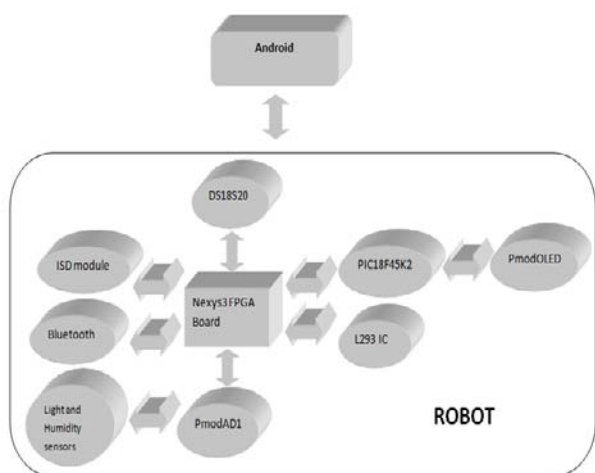 Android
DS18S20
ISD module
PIC18F45K2
PmodOLED
Nexys3FPGA
Board
Bluetooth
L293 IC
Light and
Humidity
sensors
PmodAD1
ROBOT